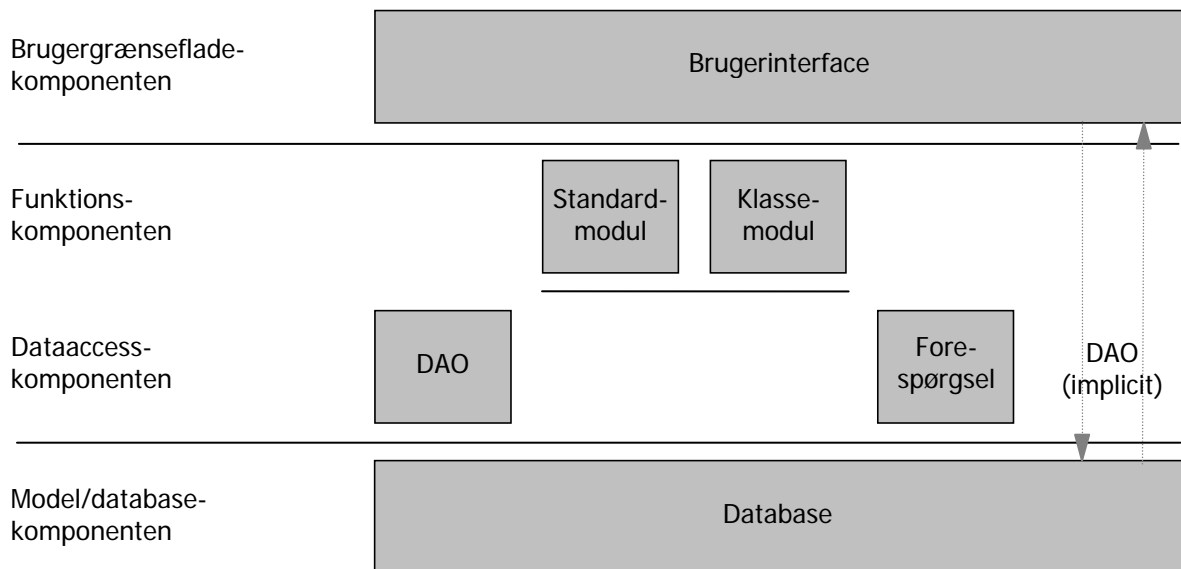 Brugergrænseflade-
komponenten
Brugerinterface
Funktions-
komponenten
Standard-
modul
Klasse-
modul
Dataaccess-
komponenten
DAO
Fore-
spørgsel
DAO
(implicit)
Model/database-
komponenten
Database